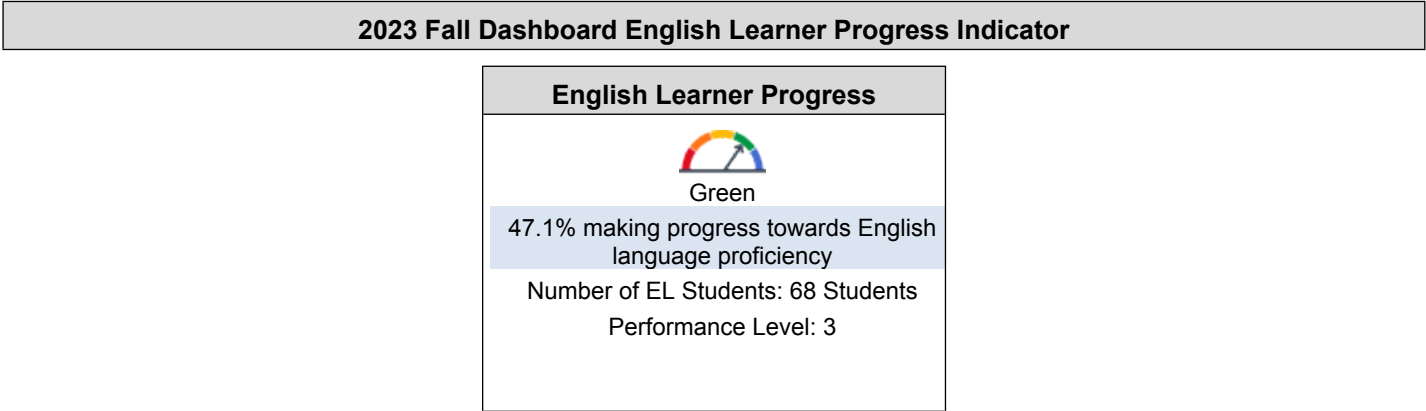 2023 Fall Dashboard English Learner Progress Indicator
English Learner Progress
Green
47.1% making progress towards English
language proficiency
Number of EL Students: 68 Students
Performance Level: 3